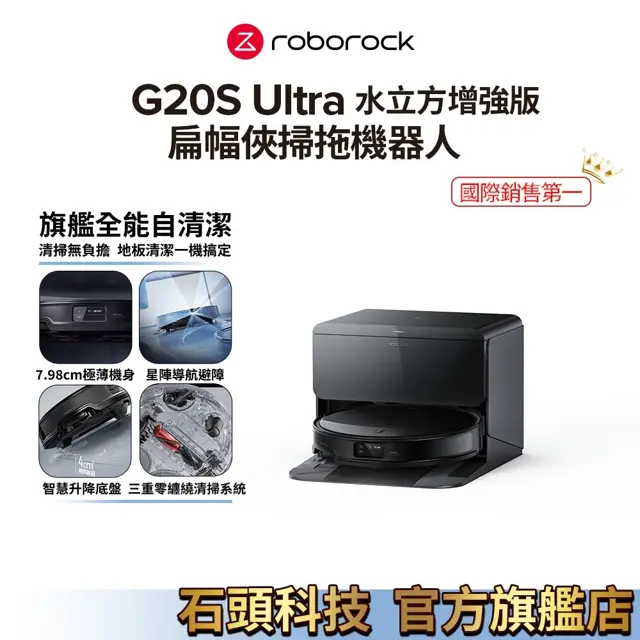 roborock
G20S Ultra 水立方增強版
扁幅俠掃拖機器人
國際銷售第一
旗艦全能自清潔
清掃無負擔 地板清潔一機搞定
7.98cm極薄機身 星陣導航避障
4cm
智慧升降底盤 三重零纏繞清掃系統
roborock
石頭科技 官方旗艦店